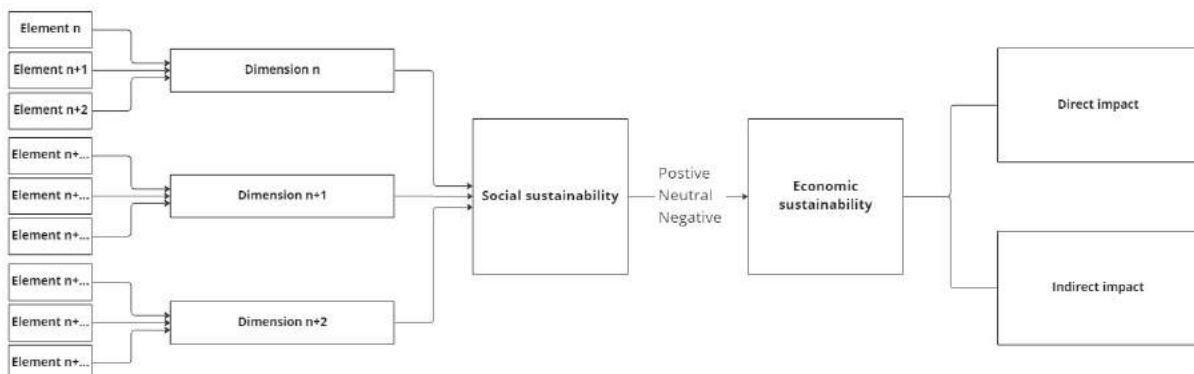 Element n
Element n+1
Element n+2
Element n+...
Element n+...
Element n+...
Element n+...
Element n+...
Element n+...
Dimension n
Dimension n+1
Dimension n+2
Social sustainability
Postive
Neutral
Negative
Economic
sustainability
Direct impact
Indirect impact